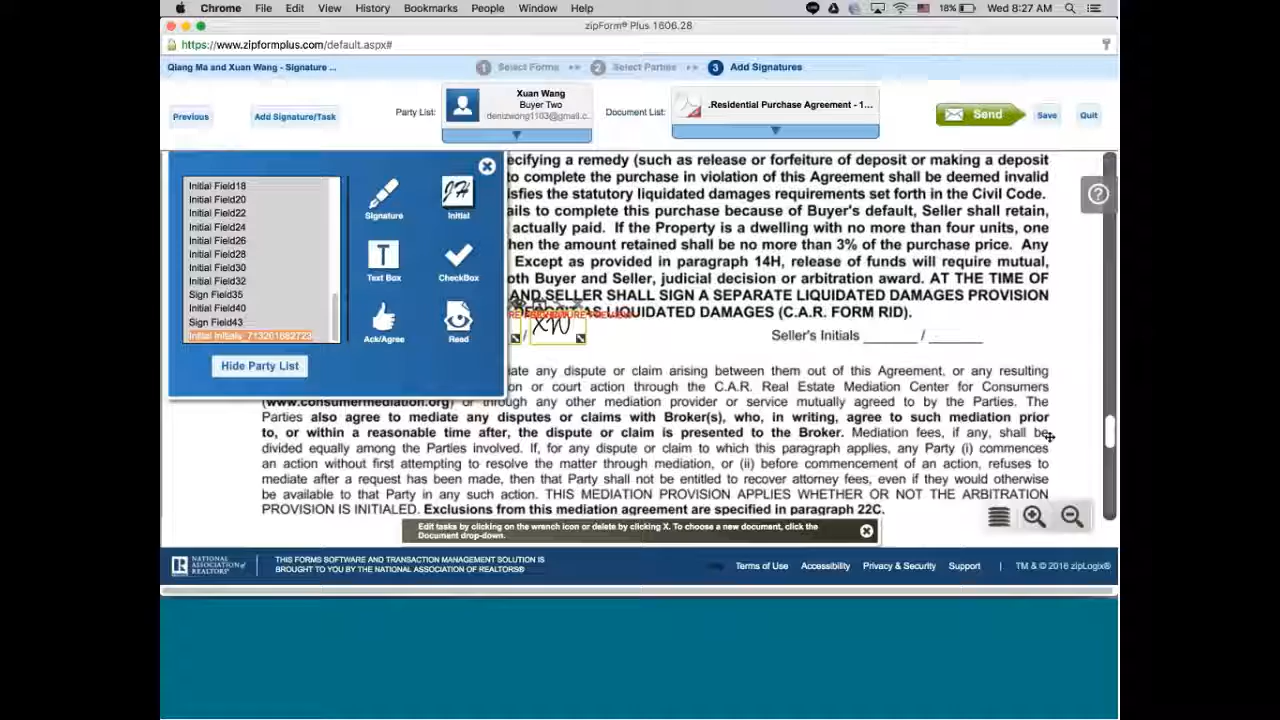 Chrome File Edit View History Bookmarks People Window Help 18% Wed 8:27 AM
zipForm® Plus 1606.28
https://www.zipformplus.com/default.aspx#
Qiang Ma and Xuan Wang - Signature ... 1 Select Forms 2 Select Parties 3 Add Signatures
Previous Add Signature/Task Party List: Xuan Wang Document List: .Residential Purchase Agreement - 1... Send Save Quit
Buyer Two
denizwong1103@gmail.c..
Initial Field18
Initial Field20
Initial Field22
Initial Field24
Initial Field26
Initial Field28
Initial Field30
Initial Field32
Sign Field35
Initial Field40
Sign Field43
Initial Initials_713201882723
Hide Party List
Signature JH Initial
T Text Box CheckBox
Ack/Agree Read
ecifying a remedy (such as release or forfeiture of deposit or making a deposit
to complete the purchase in violation of this Agreement shall be deemed invalid
sfies the statutory liquidated damages requirements set forth in the Civil Code.
ails to complete this purchase because of Buyer's default, Seller shall retain,
actually paid. If the Property is a dwelling with no more than four units, one
hen the amount retained shall be no more than 3% of the purchase price. Any
Except as provided in paragraph 14H, release of funds will require mutual,
oth Buyer and Seller, judicial decision or arbitration award. AT THE TIME OF
AND SELLER SHALL SIGN A SEPARATE LIQUIDATED DAMAGES PROVISION
LIQUIDATED DAMAGES (C.A.R. FORM RID).
/ XW Seller's Initials ______ / ______
ate any dispute or claim arising between them out of this Agreement, or any resulting
on or court action through the C.A.R. Real Estate Mediation Center for Consumers
(www.consumermediation.org) or through any other mediation provider or service mutually agreed to by the Parties. The
Parties also agree to mediate any disputes or claims with Broker(s), who, in writing, agree to such mediation prior
to, or within a reasonable time after, the dispute or claim is presented to the Broker. Mediation fees, if any, shall be
divided equally among the Parties involved. If, for any dispute or claim to which this paragraph applies, any Party (i) commences
an action without first attempting to resolve the matter through mediation, or (ii) before commencement of an action, refuses to
mediate after a request has been made, then that Party shall not be entitled to recover attorney fees, even if they would otherwise
be available to that Party in any such action. THIS MEDIATION PROVISION APPLIES WHETHER OR NOT THE ARBITRATION
PROVISION IS INITIALED. Exclusions from this mediation agreement are specified in paragraph 22C.
Edit tasks by clicking on the wrench icon or delete by clicking X. To choose a new document, click the
Document drop-down.
NATIONAL ASSOCIATION of REALTORS® THIS FORMS SOFTWARE AND TRANSACTION MANAGEMENT SOLUTION IS
BROUGHT TO YOU BY THE NATIONAL ASSOCIATION OF REALTORS® Terms of Use Accessibility Privacy & Security Support | TM & © 2016 zipLogix®